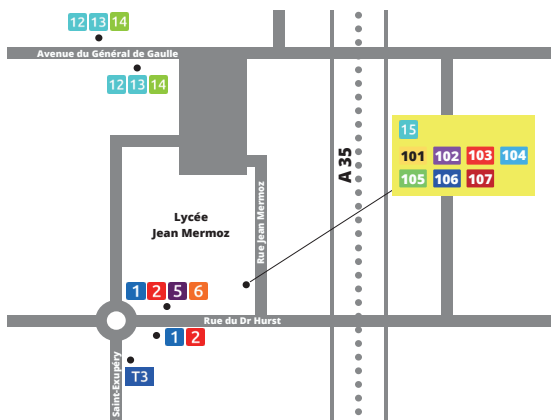 12 13 14
Avenue du Général de Gaulle
12 13 14
15
101 102 103 104
105 106 107
A 35
Lycée
Jean Mermoz
Rue Jean Mermoz
1 2 5 6
Rue du Dr Hurst
1 2
T3
Saint-Exupéry